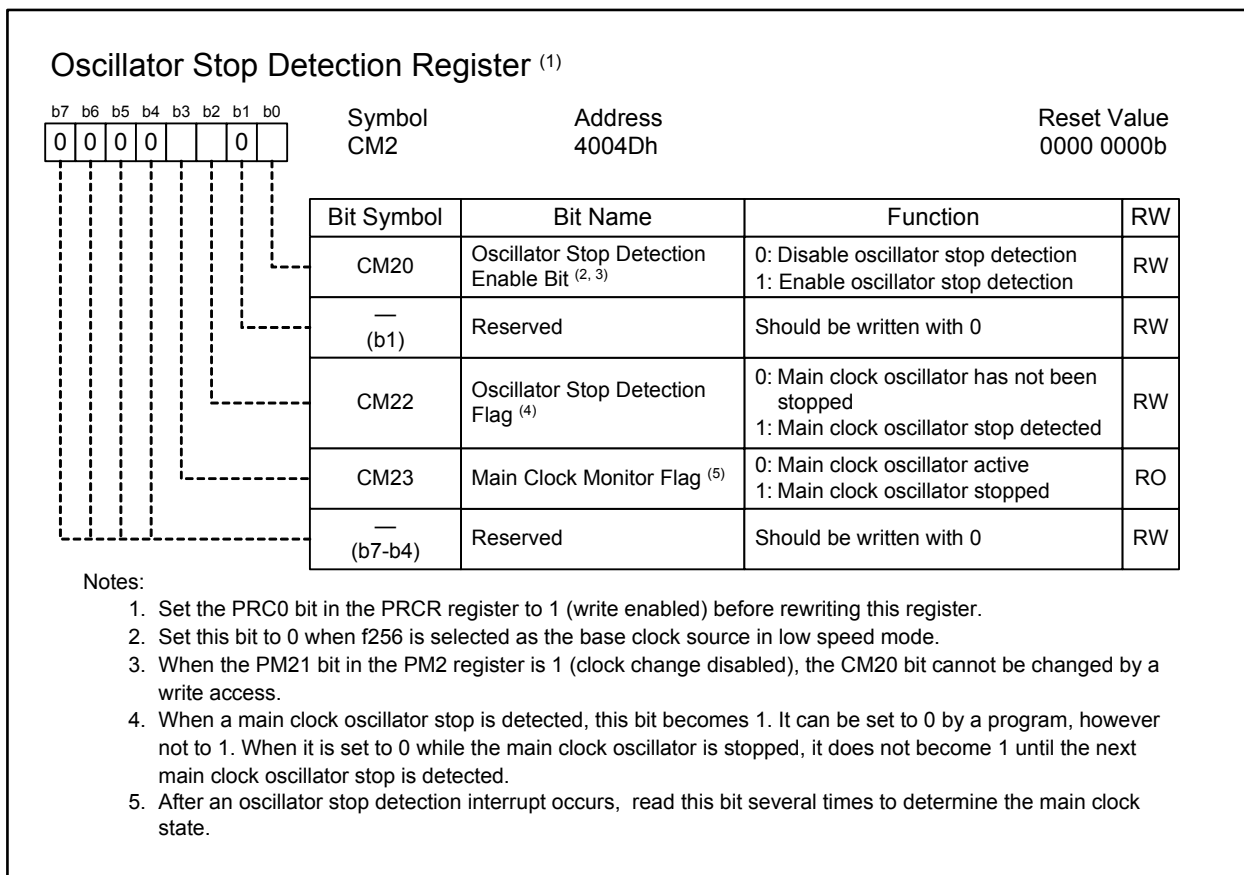 Oscillator Stop Detection Register (1)
b7 b6 b5 b4 b3 b2 b1 b0
0 0 0 0 0
Symbol Address Reset Value
CM2 4004Dh 0000 0000b
Bit Symbol Bit Name Function RW
CM20 Oscillator Stop Detection Enable Bit (2, 3) 0: Disable oscillator stop detection 1: Enable oscillator stop detection RW
— (b1) Reserved Should be written with 0 RW
CM22 Oscillator Stop Detection Flag (4) 0: Main clock oscillator has not been stopped 1: Main clock oscillator stop detected RW
CM23 Main Clock Monitor Flag (5) 0: Main clock oscillator active 1: Main clock oscillator stopped RO
— (b7-b4) Reserved Should be written with 0 RW
Notes:
1. Set the PRC0 bit in the PRCR register to 1 (write enabled) before rewriting this register.
2. Set this bit to 0 when f256 is selected as the base clock source in low speed mode.
3. When the PM21 bit in the PM2 register is 1 (clock change disabled), the CM20 bit cannot be changed by a
write access.
4. When a main clock oscillator stop is detected, this bit becomes 1. It can be set to 0 by a program, however
not to 1. When it is set to 0 while the main clock oscillator is stopped, it does not become 1 until the next
main clock oscillator stop is detected.
5. After an oscillator stop detection interrupt occurs, read this bit several times to determine the main clock
state.